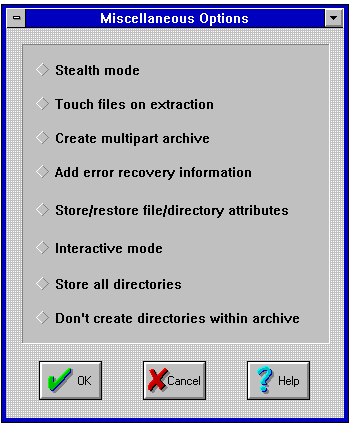 Miscellaneous Options
Stealth mode
Touch files on extraction
Create multipart archive
Add error recovery information
Store/restore file/directory attributes
Interactive mode
Store all directories
Don't create directories within archive
OK
Cancel
Help